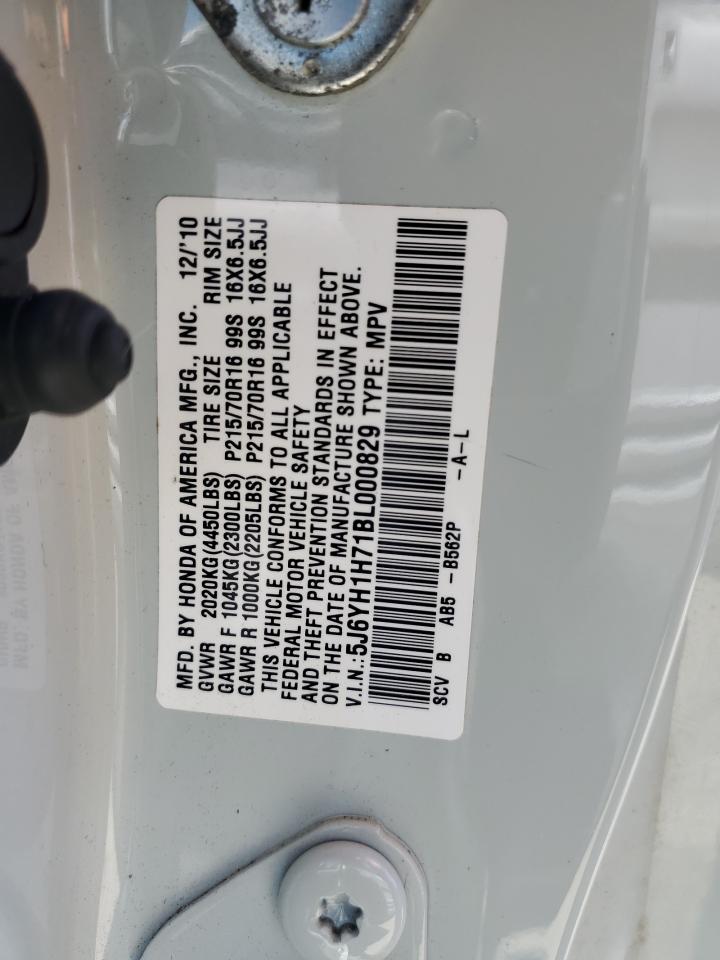 MFD. BY HONDA OF AMERICA MFG., INC. 12/'10
GVWR 2020KG(4450LBS) TIRE SIZE RIM SIZE
GAWR F 1045KG(2300LBS) P215/70R16 99S 16X6.5JJ
GAWR R 1000KG(2205LBS) P215/70R16 99S 16X6.5JJ
THIS VEHICLE CONFORMS TO ALL APPLICABLE
FEDERAL MOTOR VEHICLE SAFETY
AND THEFT PREVENTION STANDARDS IN EFFECT
ON THE DATE OF MANUFACTURE SHOWN ABOVE.
V.I.N.:5J6YH1H71BL000829 TYPE: MPV
SCV B AB5 -B562P -A-L